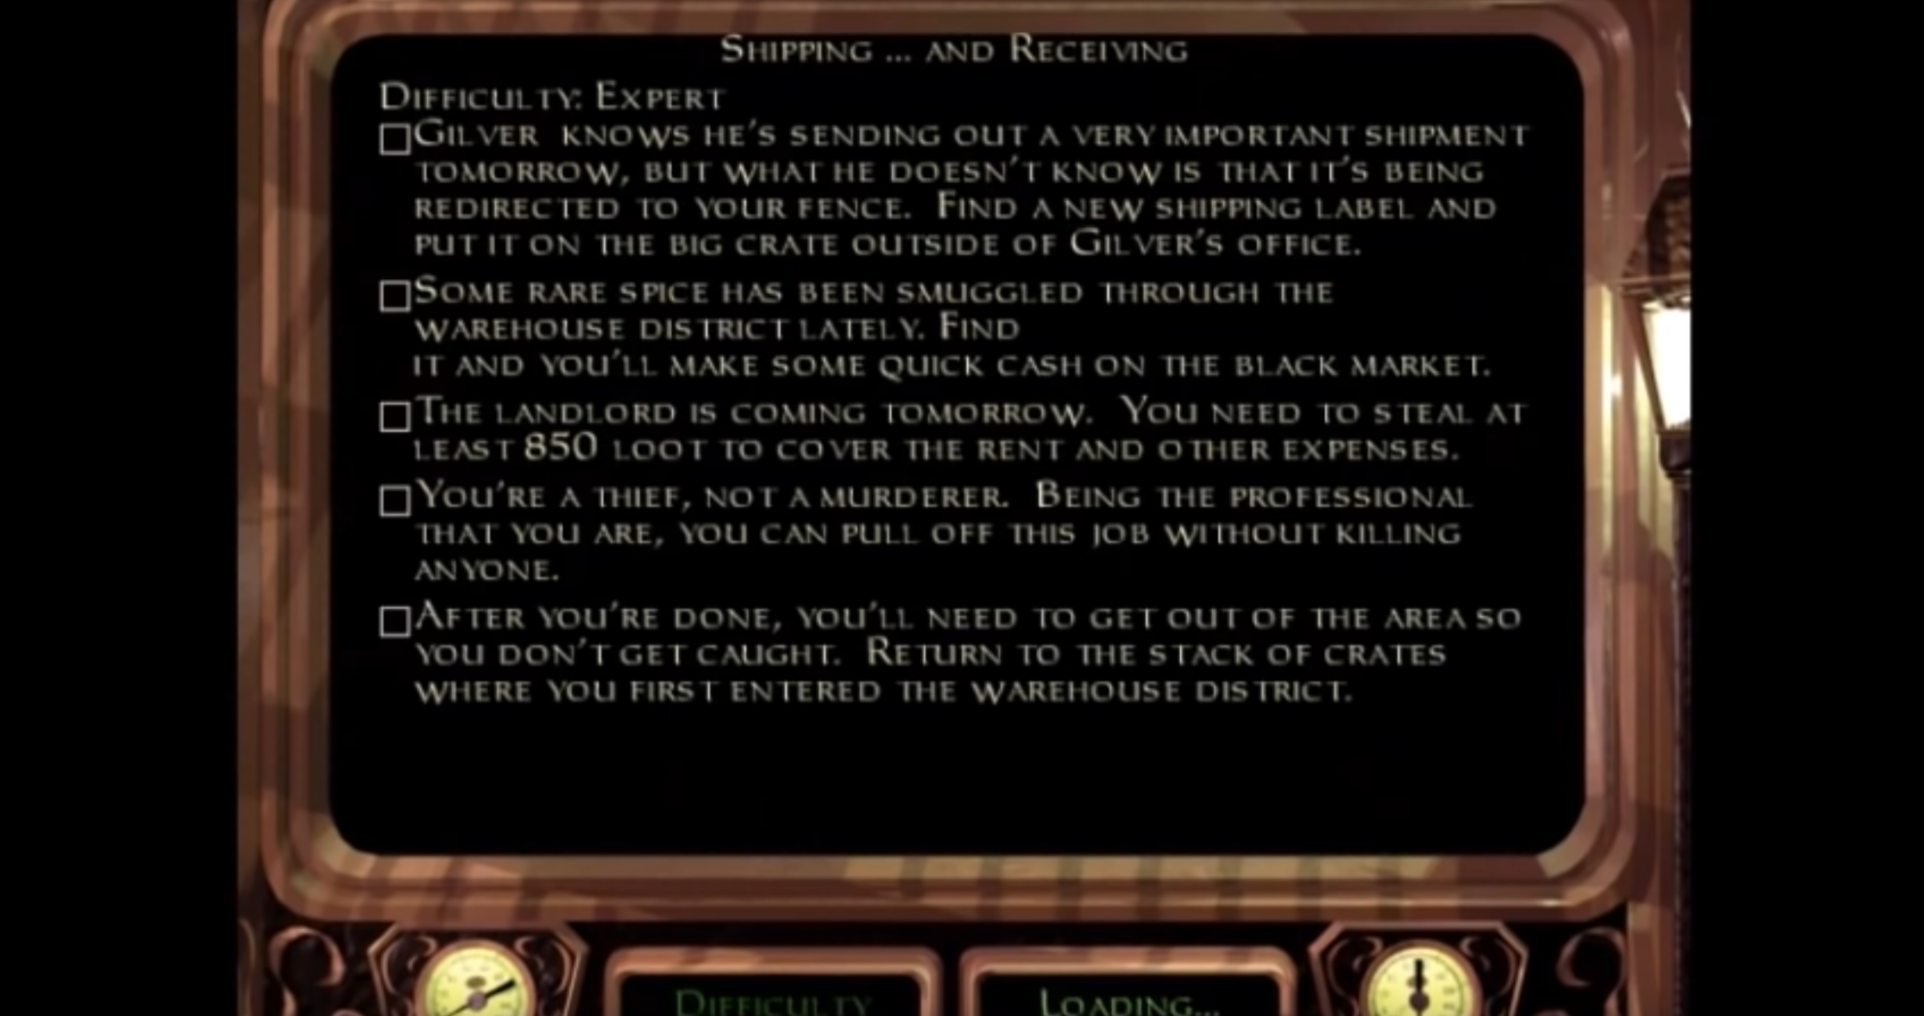 Shipping ... and Receiving
Difficulty: Expert
Gilver knows he's sending out a very important shipment
tomorrow, but what he doesn't know is that it's being
redirected to your fence. Find a new shipping label and
put it on the big crate outside of Gilver's office.
Some rare spice has been smuggled through the
warehouse district lately. Find
it and you'll make some quick cash on the black market.
The landlord is coming tomorrow. You need to steal at
least 850 loot to cover the rent and other expenses.
You're a thief, not a murderer. Being the professional
that you are, you can pull off this job without killing
anyone.
After you're done, you'll need to get out of the area so
you don't get caught. Return to the stack of crates
where you first entered the warehouse district.
Difficulty
Loading...